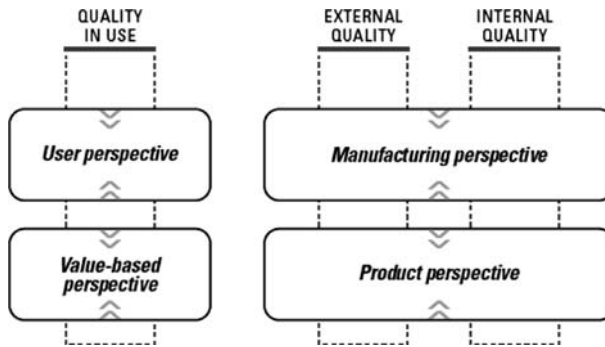 QUALITY
IN USE
EXTERNAL
QUALITY
INTERNAL
QUALITY
User perspective
Manufacturing perspective
Value-based
perspective
Product perspective